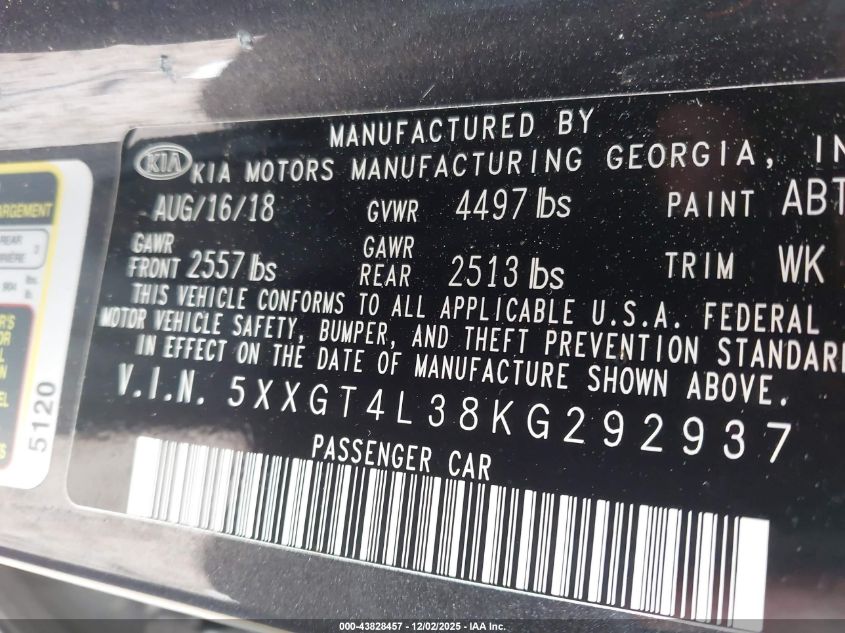 MANUFACTURED BY
KIA KIA MOTORS MANUFACTURING GEORGIA, IN
AUG/16/18 GVWR 4497 lbs PAINT ABT
GAWR FRONT 2557 lbs GAWR REAR 2513 lbs TRIM WK
THIS VEHICLE CONFORMS TO ALL APPLICABLE U.S.A. FEDERAL
MOTOR VEHICLE SAFETY, BUMPER, AND THEFT PREVENTION STANDARD
IN EFFECT ON THE DATE OF MANUFACTURE SHOWN ABOVE.
V.I.N. 5XXGT4L38KG292937
PASSENGER CAR
ARGEMENT
REAR
5120
000-43828457 - 12/02/2025 - IAA Inc.